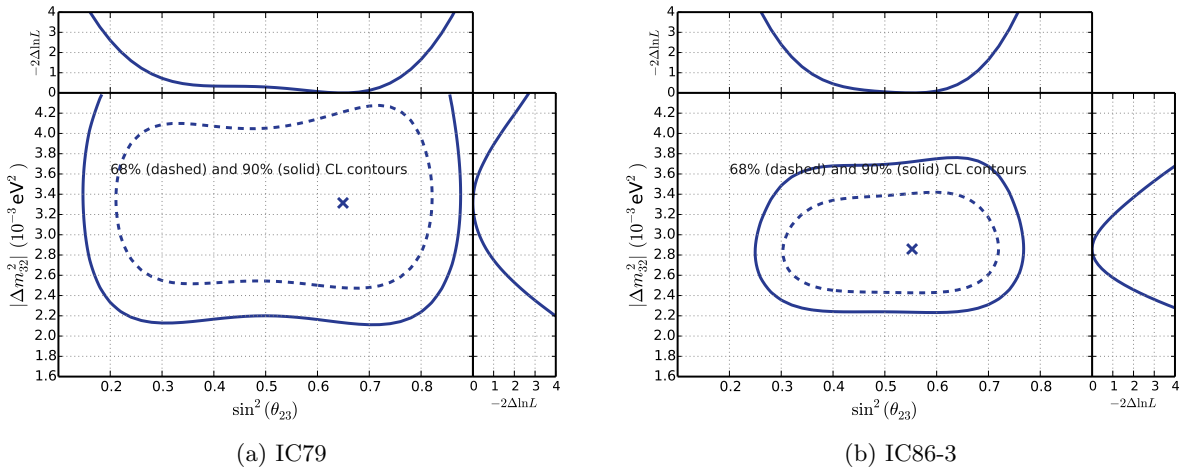 4
3
2
1
0
−2ΔlnL
4.2
4.0
3.8
3.6
3.4
3.2
3.0
2.8
2.6
2.4
2.2
2.0
1.8
1.6
|Δm²₃₂| (10⁻³ eV²)
68% (dashed) and 90% (solid) CL contours
0.2 0.3 0.4 0.5 0.6 0.7 0.8
sin² (θ₂₃)
0 1 2 3 4
−2ΔlnL
(a) IC79
4
3
2
1
0
−2ΔlnL
4.2
4.0
3.8
3.6
3.4
3.2
3.0
2.8
2.6
2.4
2.2
2.0
1.8
1.6
|Δm²₃₂| (10⁻³ eV²)
68% (dashed) and 90% (solid) CL contours
0.2 0.3 0.4 0.5 0.6 0.7 0.8
sin² (θ₂₃)
0 1 2 3 4
−2ΔlnL
(b) IC86-3